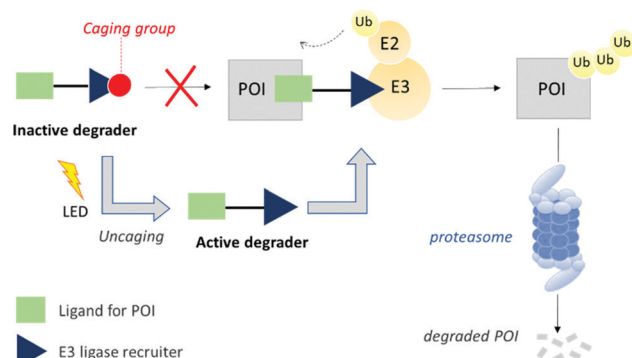 Caging group
Ub
E2
E3
POI
Ub
Ub
Ub
POI
Inactive degrader
LED
Uncaging
Active degrader
proteasome
Ligand for POI
E3 ligase recruiter
degraded POI